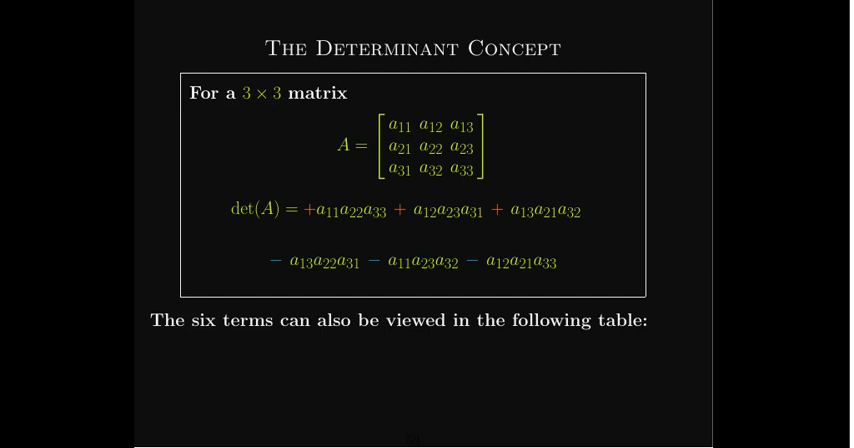 The Determinant Concept
For a 3 × 3 matrix
A = [ a11 a12 a13
a21 a22 a23
a31 a32 a33 ]
det(A) = +a11a22a33 + a12a23a31 + a13a21a32
− a13a22a31 − a11a23a32 − a12a21a33
The six terms can also be viewed in the following table: